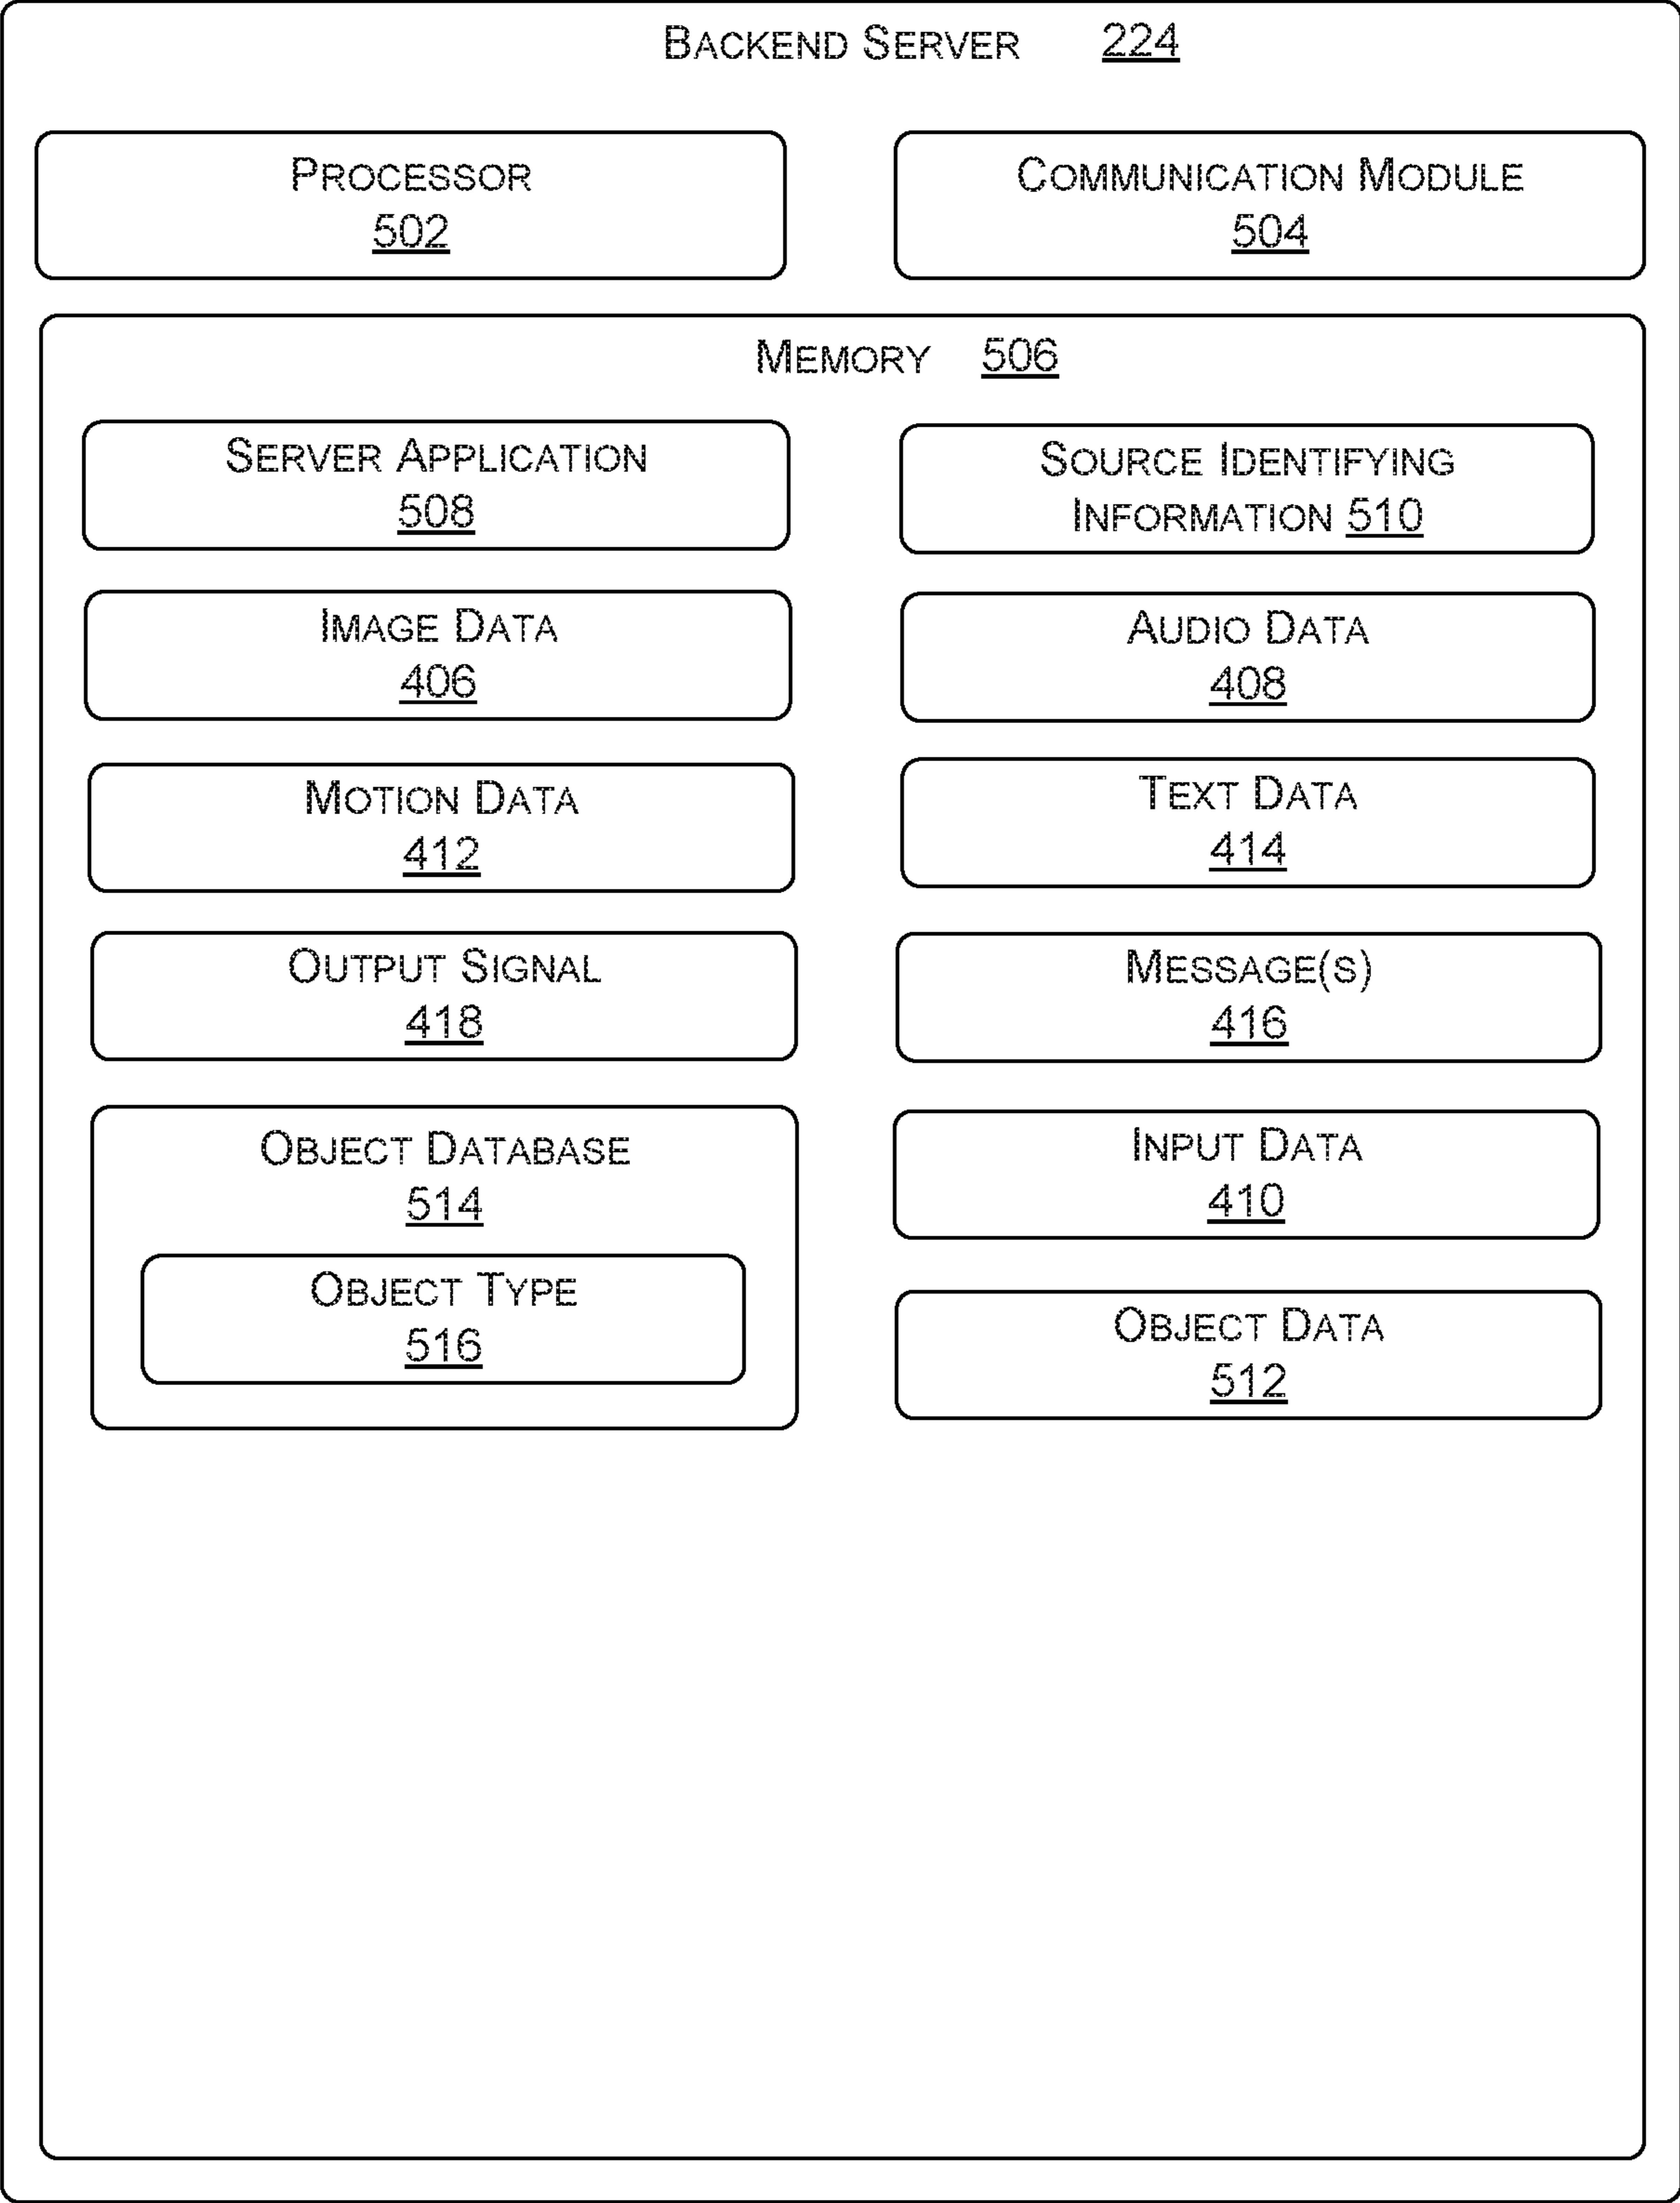 BACKEND SERVER 224
PROCESSOR
502
COMMUNICATION MODULE
504
MEMORY 506
SERVER APPLICATION
508
SOURCE IDENTIFYING
INFORMATION 510
IMAGE DATA
406
AUDIO DATA
408
MOTION DATA
412
TEXT DATA
414
OUTPUT SIGNAL
418
MESSAGE(S)
416
OBJECT DATABASE
514
OBJECT TYPE
516
INPUT DATA
410
OBJECT DATA
512